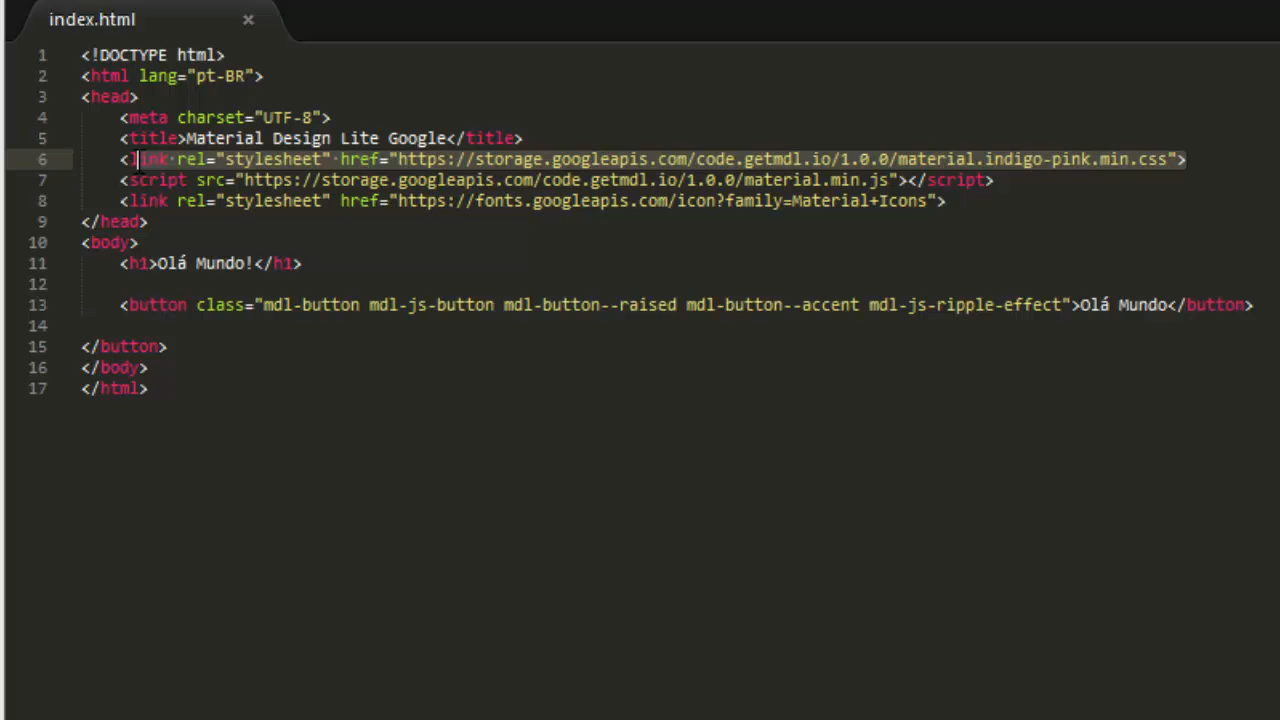 index.html ×
1 <!DOCTYPE html>
2 <html lang="pt-BR">
3 <head>
4 <meta charset="UTF-8">
5 <title>Material Design Lite Google</title>
6 <link rel="stylesheet" href="https://storage.googleapis.com/code.getmdl.io/1.0.0/material.indigo-pink.min.css">
7 <script src="https://storage.googleapis.com/code.getmdl.io/1.0.0/material.min.js"></script>
8 <link rel="stylesheet" href="https://fonts.googleapis.com/icon?family=Material+Icons">
9 </head>
10 <body>
11 <h1>Olá Mundo!</h1>
12
13 <button class="mdl-button mdl-js-button mdl-button--raised mdl-button--accent mdl-js-ripple-effect">Olá Mundo</button>
14
15 </button>
16 </body>
17 </html>